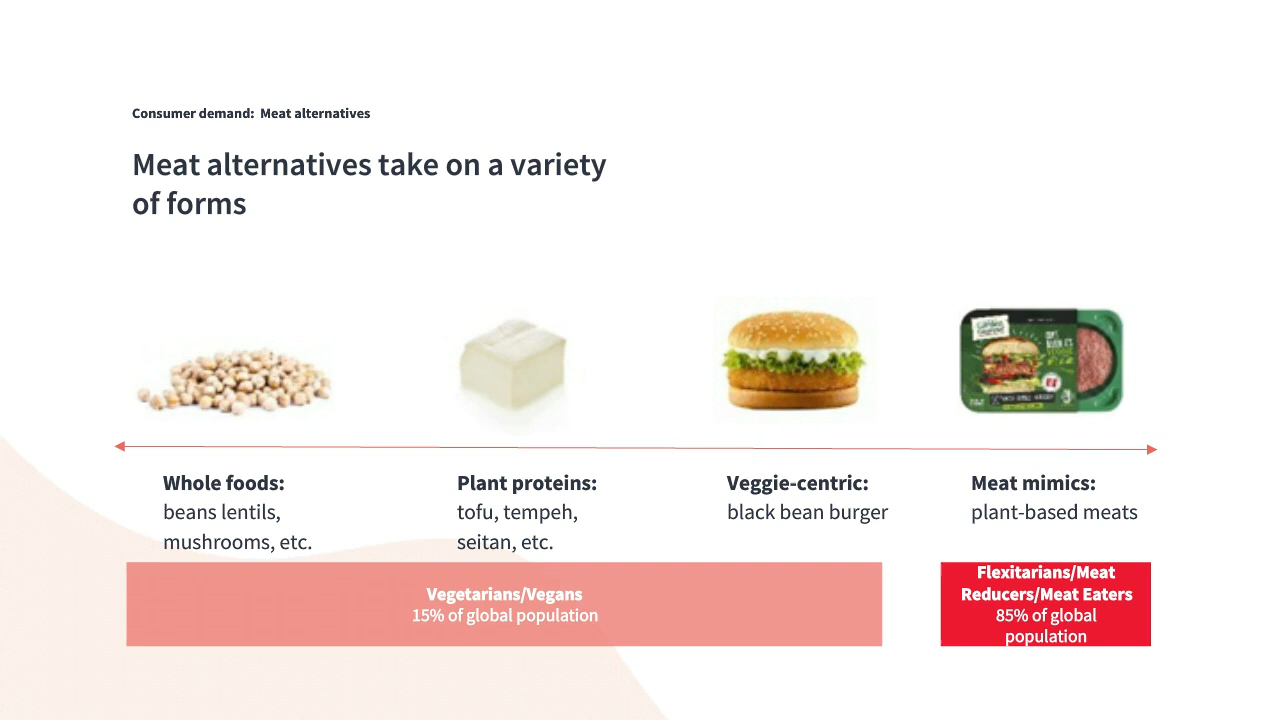 Consumer demand:  Meat alternatives
Meat alternatives take on a variety
of forms
Whole foods:
beans lentils,
mushrooms, etc.
Plant proteins:
tofu, tempeh,
seitan, etc.
Veggie-centric:
black bean burger
Meat mimics:
plant-based meats
Vegetarians/Vegans
15% of global population
Flexitarians/Meat
Reducers/Meat Eaters
85% of global
population